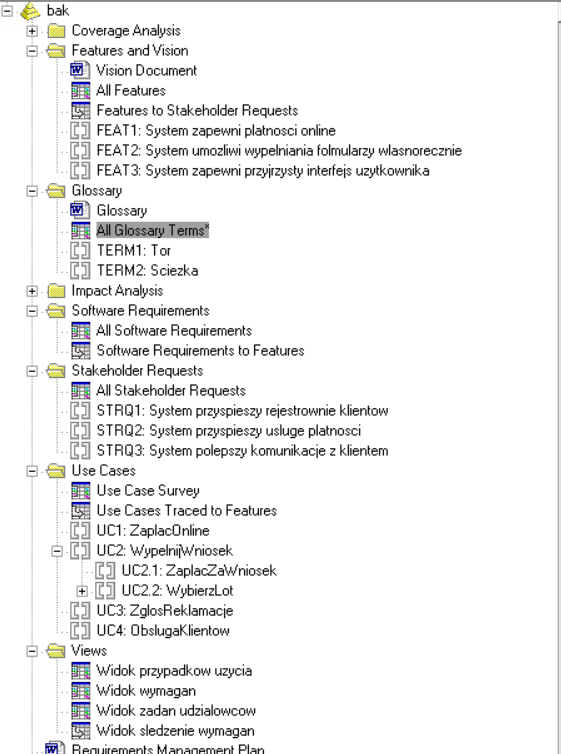 bak
Coverage Analysis
Features and Vision
Vision Document
All Features
Features to Stakeholder Requests
FEAT1: System zapewni platnosci online
FEAT2: System umozliwi wypelniania folmularzy wlasnorecznie
FEAT3: System zapewni przyjrzysty interfejs uzytkownika
Glossary
Glossary
All Glossary Terms*
TERM1: Tor
TERM2: Sciezka
Impact Analysis
Software Requirements
All Software Requirements
Software Requirements to Features
Stakeholder Requests
All Stakeholder Requests
STRQ1: System przyspieszy rejestrownie klientow
STRQ2: System przyspieszy usluge platnosci
STRQ3: System polepszy komunikacje z klientem
Use Cases
Use Case Survey
Use Cases Traced to Features
UC1: ZaplacOnline
UC2: WypelnijWniosek
UC2.1: ZaplacZaWniosek
UC2.2: WybierzLot
UC3: ZglosReklamacje
UC4: ObslugaKlientow
Views
Widok przypadkow uzycia
Widok wymagan
Widok zadan udzialowcow
Widok sledzenie wymagan
Requirements Management Plan